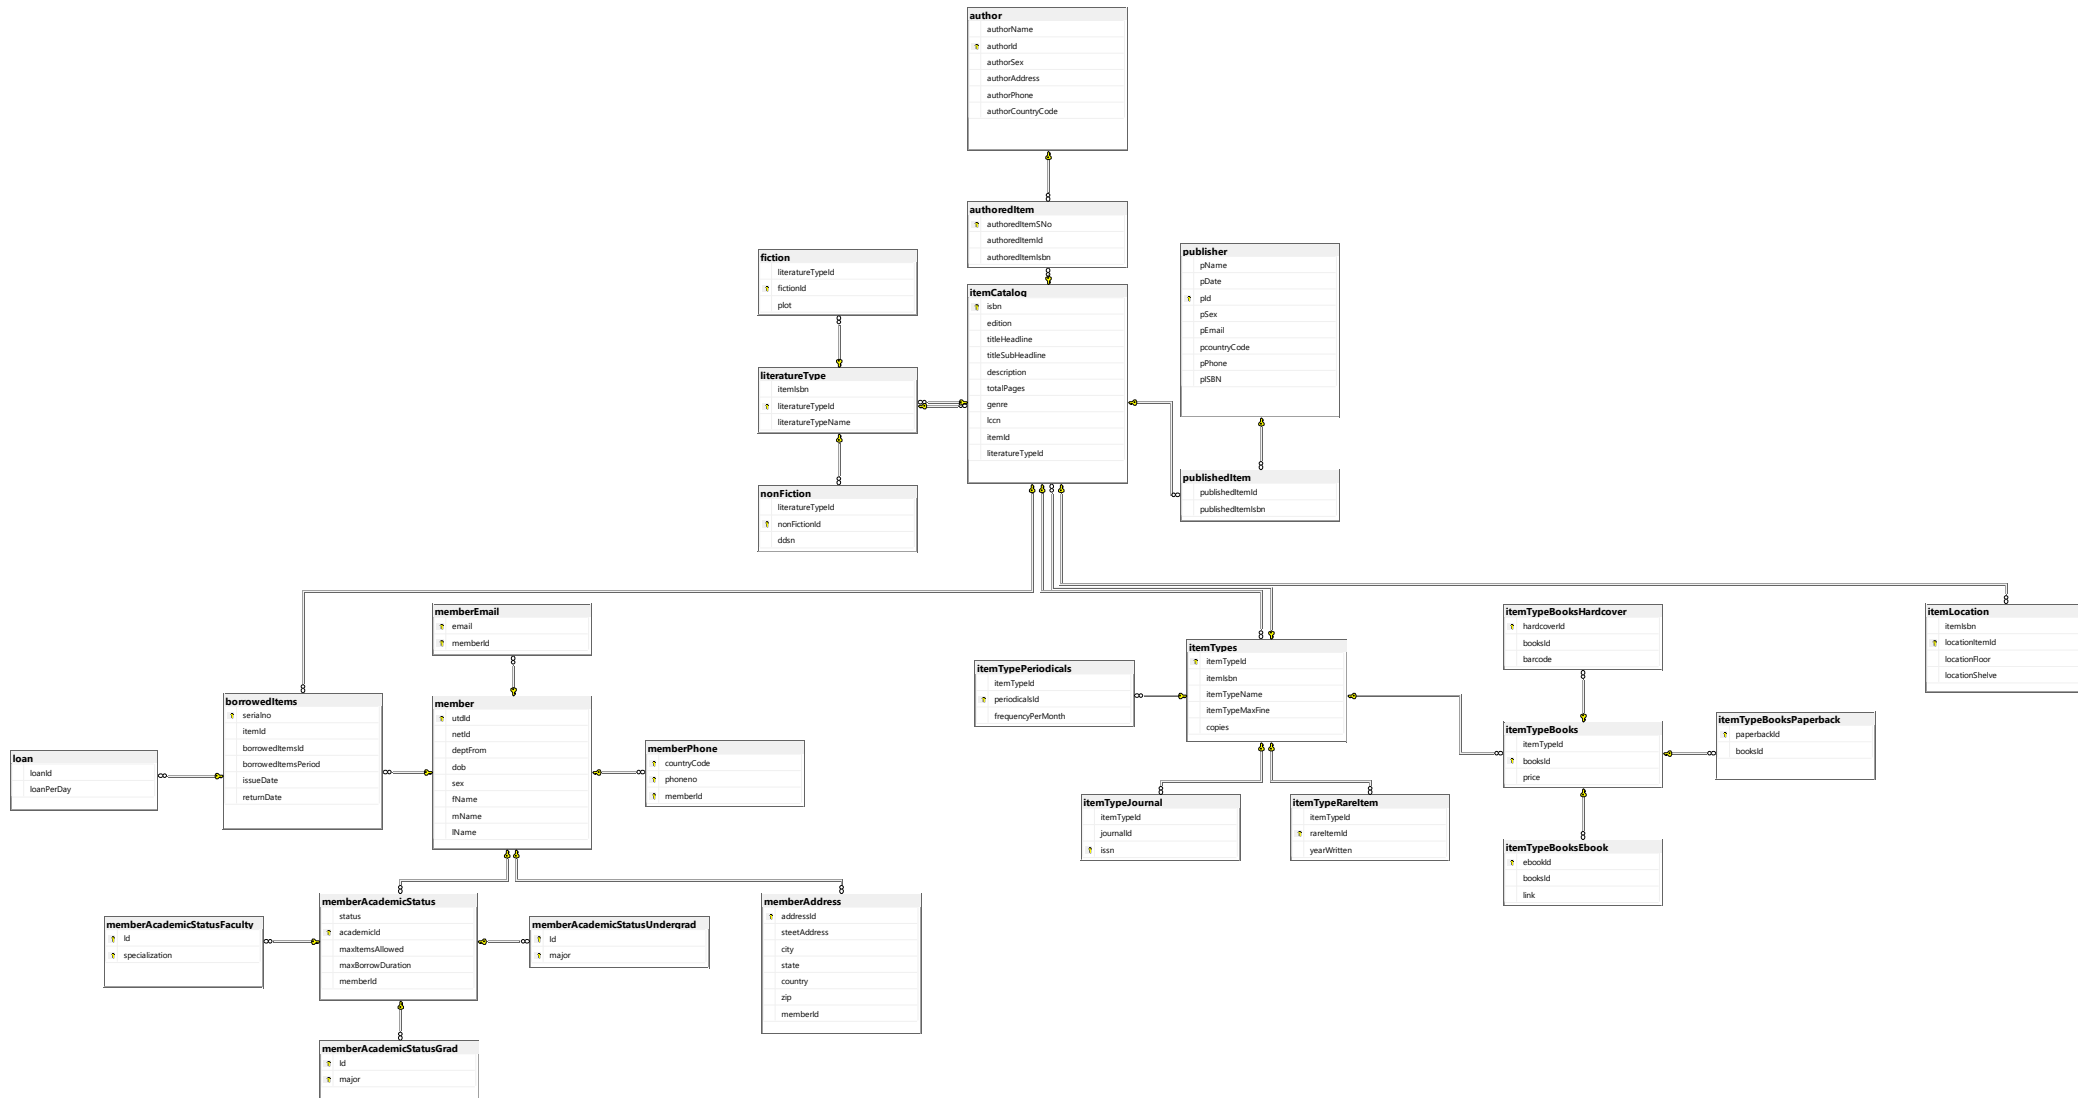 author
authorName
authorId
authorSex
authorAddress
authorPhone
authorCountryCode
authoredItem
authoredItemSNo
authoredItemId
authoredItemIsbn
fiction
literatureTypeId
fictionId
plot
publisher
pName
pDate
pId
pSex
pEmail
pcountryCode
pPhone
pISBN
itemCatalog
isbn
edition
titleHeadline
titleSubHeadline
description
totalPages
genre
lccn
itemId
literatureTypeId
literatureType
itemIsbn
literatureTypeId
literatureTypeName
nonFiction
literatureTypeId
nonFictionId
ddsn
publishedItem
publishedItemId
publishedItemIsbn
memberEmail
email
memberId
itemTypeBooksHardcover
hardcoverId
booksId
barcode
itemLocation
itemIsbn
locationItemId
locationFloor
locationShelve
itemTypes
itemTypeId
itemIsbn
itemTypeName
itemTypeMaxFine
copies
itemTypePeriodicals
itemTypeId
periodicalsId
frequencyPerMonth
borrowedItems
serialno
itemId
borrowedItemsId
borrowedItemsPeriod
issueDate
returnDate
member
utdId
netId
deptFrom
dob
sex
fName
mName
lName
memberPhone
countryCode
phoneno
memberId
itemTypeBooks
itemTypeId
booksId
price
itemTypeBooksPaperback
paperbackId
booksId
loan
loanId
loanPerDay
itemTypeJournal
itemTypeId
journalId
issn
itemTypeRareItem
itemTypeId
rareItemId
yearWritten
itemTypeBooksEbook
ebookId
booksId
link
memberAcademicStatus
status
academicId
maxItemsAllowed
maxBorrowDuration
memberId
memberAddress
addressId
steetAddress
city
state
country
zip
memberId
memberAcademicStatusFaculty
Id
specialization
memberAcademicStatusUndergrad
Id
major
memberAcademicStatusGrad
Id
major